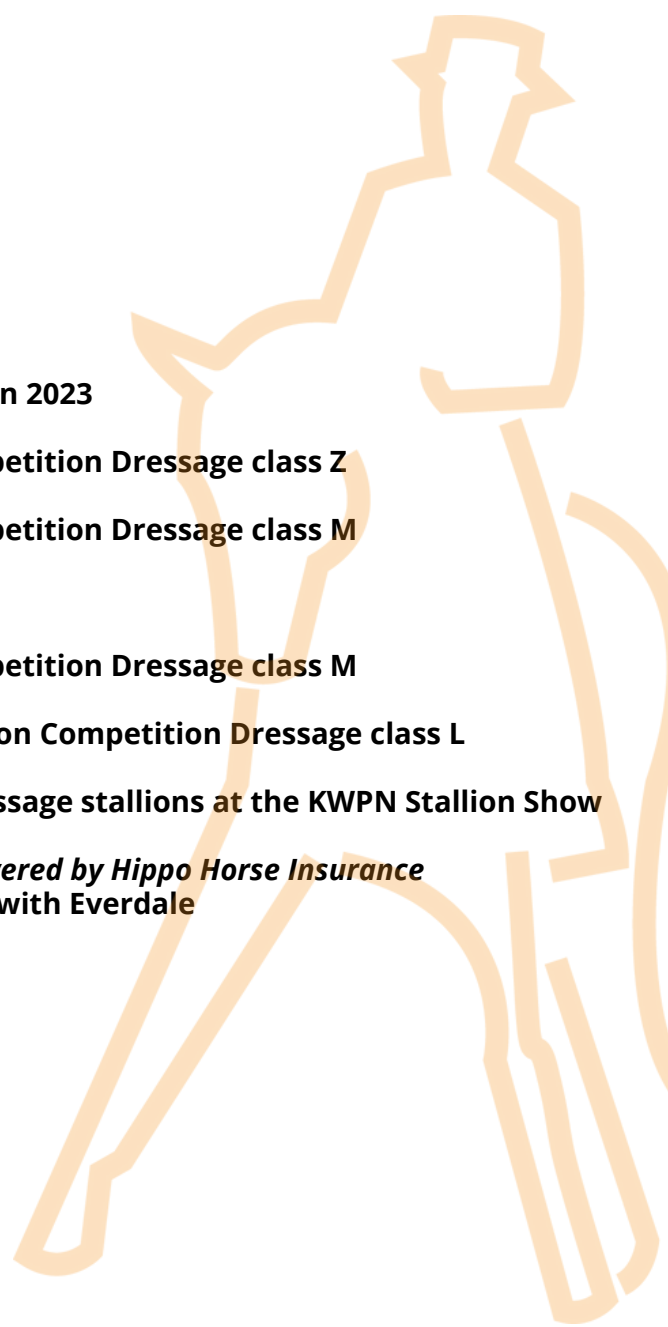 n 2023
petition Dressage class Z
petition Dressage class M
petition Dressage class M
on Competition Dressage class L
ssage stallions at the KWPN Stallion Show
vered by Hippo Horse Insurance
with Everdale